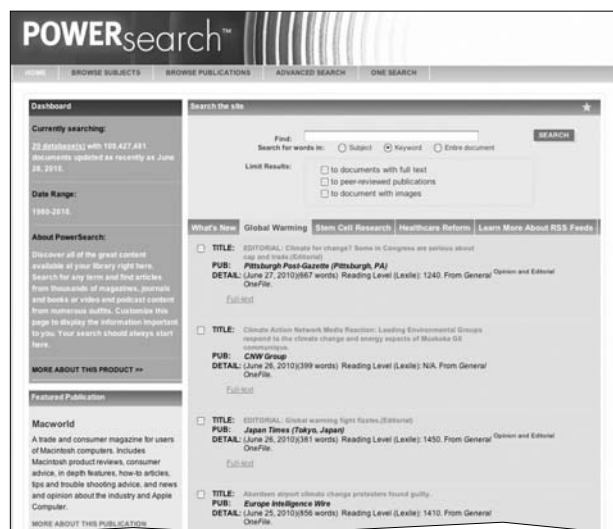 POWERsearch™
HOME BROWSE SUBJECTS BROWSE PUBLICATIONS ADVANCED SEARCH ONE SEARCH
Dashboard
Currently searching:
20 database(s) with 109,427,481
documents updated as recently as June
28, 2010.
Date Range:
1980-2010.
About PowerSearch:
Discover all of the great content
available at your library right here.
Search for any term and find articles
from thousands of magazines, journals
and books or video and podcast content
from numerous outfits. Customize this
page to display the information important
to you. Your search should always start
here.
MORE ABOUT THIS PRODUCT >>
Featured Publication
Macworld
A trade and consumer magazine for users
of Macintosh computers. Includes
Macintosh product reviews, consumer
advice, in depth features, how-to articles,
tips and trouble shooting advice, and news
and opinion about the industry and Apple
Computer.
MORE ABOUT THIS PUBLICATION
Search the site
Find:
SEARCH
Search for words in: Subject Keyword Entire document
Limit Results: to documents with full text
to peer-reviewed publications
to document with images
What's New Global Warming Stem Cell Research Healthcare Reform Learn More About RSS Feeds
TITLE: EDITORIAL: Climate for change? Some in Congress are serious about
cap and trade.(Editorial)
PUB: Pittsburgh Post-Gazette (Pittsburgh, PA)
DETAIL: (June 27, 2010)(667 words) Reading Level (Lexile): 1240. From General Opinion and Editorial
OneFile.
Full-text
TITLE: Climate Action Network Media Reaction: Leading Environmental Groups
respond to the climate change and energy aspects of Muskoka G8
communique.
PUB: CNW Group
DETAIL: (June 26, 2010)(399 words) Reading Level (Lexile): N/A. From General
OneFile.
Full-text
TITLE: EDITORIAL: Global warming fight fizzles.(Editorial)
PUB: Japan Times (Tokyo, Japan)
DETAIL: (June 26, 2010)(361 words) Reading Level (Lexile): 1450. From General Opinion and Editorial
OneFile.
Full-text
TITLE: Aberdeen airport climate change protesters found guilty.
PUB: Europe Intelligence Wire
DETAIL: (June 25, 2010)(856 words) Reading Level (Lexile): 1410. From General
OneFile.